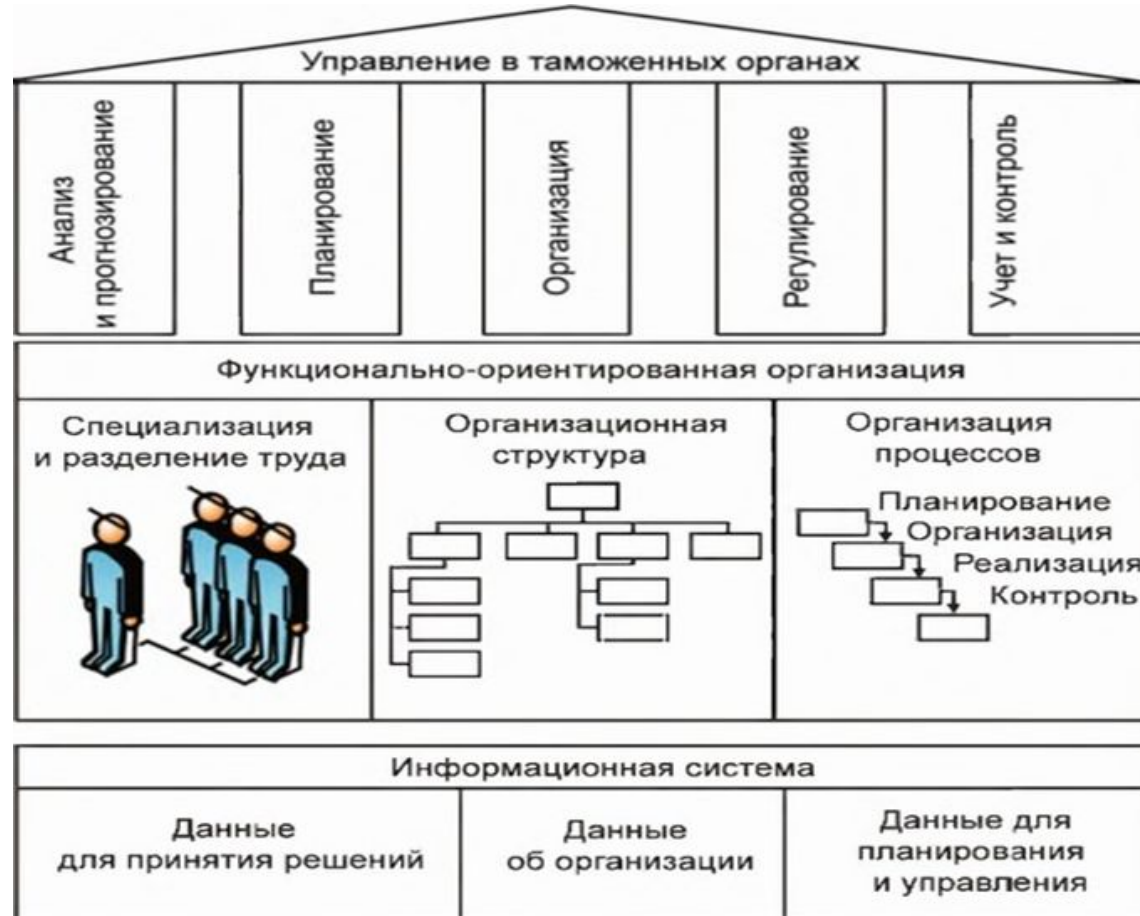 Управление в таможенных органах
Анализ
и прогнозирование
Планирование
Организация
Регулирование
Учет и контроль
Функционально-ориентированная организация
Специализация
и разделение труда
Организационная
структура
Организация
процессов
Планирование
Организация
Реализация
Контроль
Информационная система
Данные
для принятия решений
Данные
об организации
Данные для
планирования
и управления